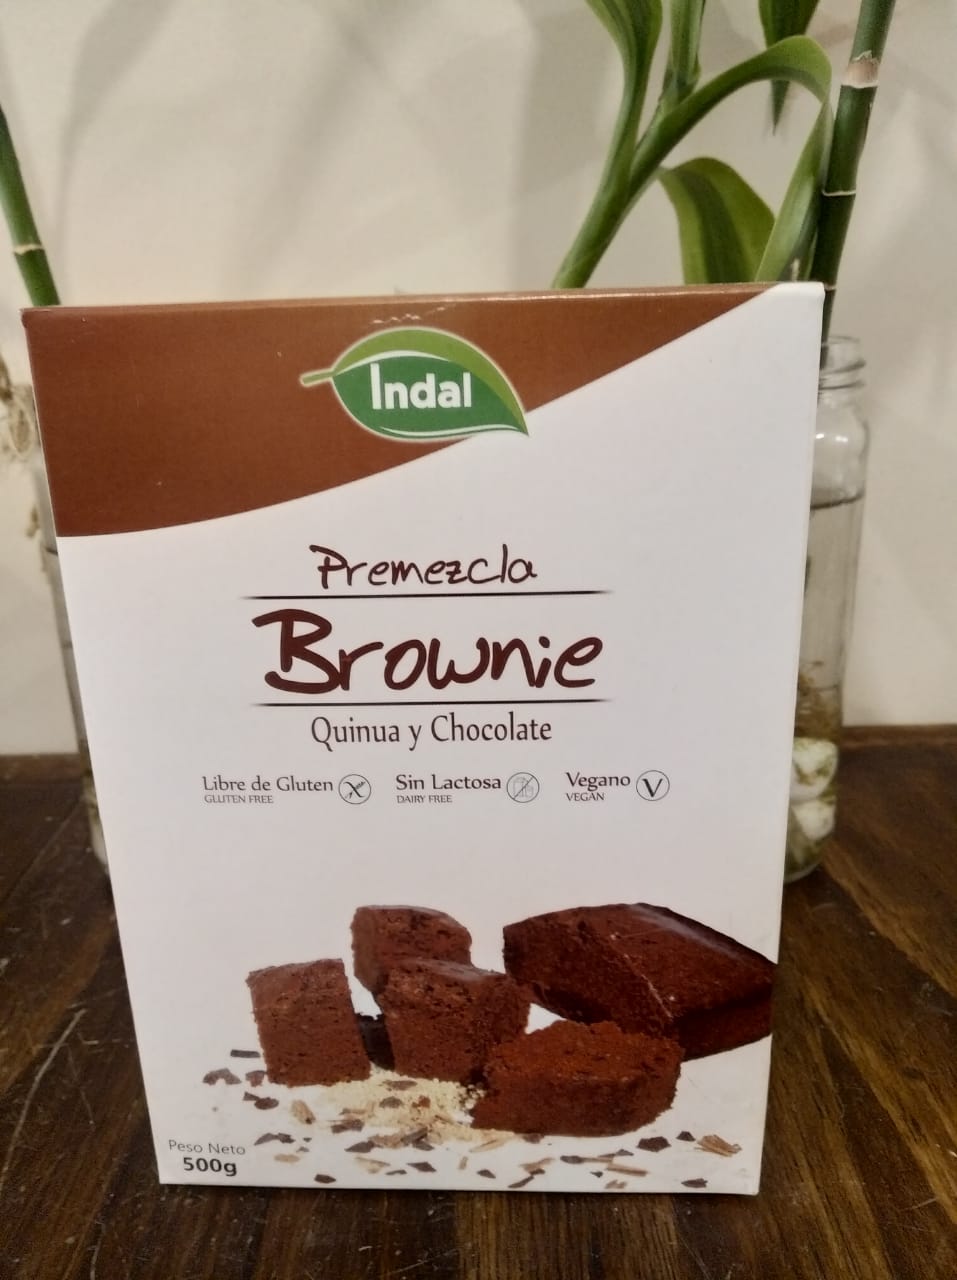 Indal
Premezcla
Brownie
Quinua y Chocolate
Libre de Gluten
GLUTEN FREE
Sin Lactosa
DAIRY FREE
Vegano
VEGAN
V
Peso Neto
500g